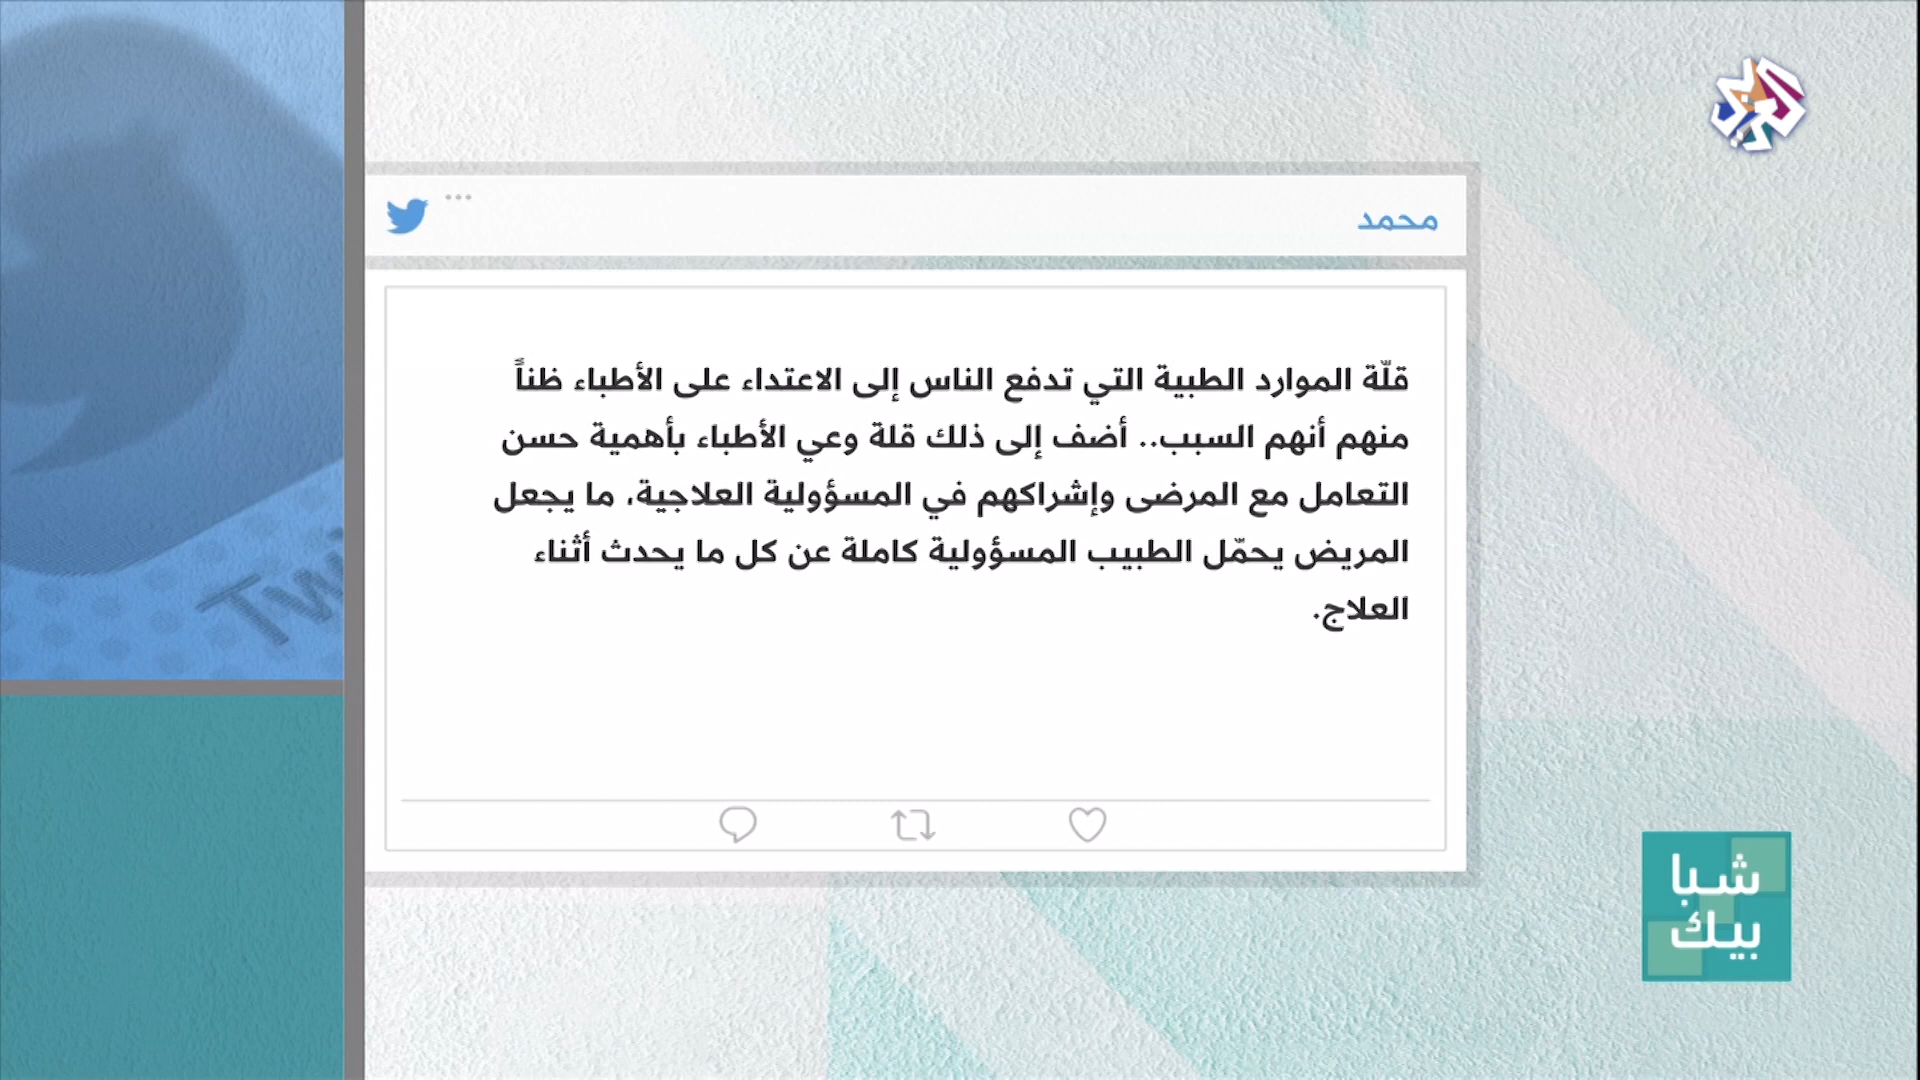 محمد
قلّة الموارد الطبية التي تدفع الناس إلى الاعتداء على الأطباء ظناً
منهم أنهم السبب.. أضف إلى ذلك قلة وعي الأطباء بأهمية حسن
التعامل مع المرضى وإشراكهم في المسؤولية العلاجية، ما يجعل
المريض يحمّل الطبيب المسؤولية كاملة عن كل ما يحدث أثناء
العلاج.
شبا
بيك